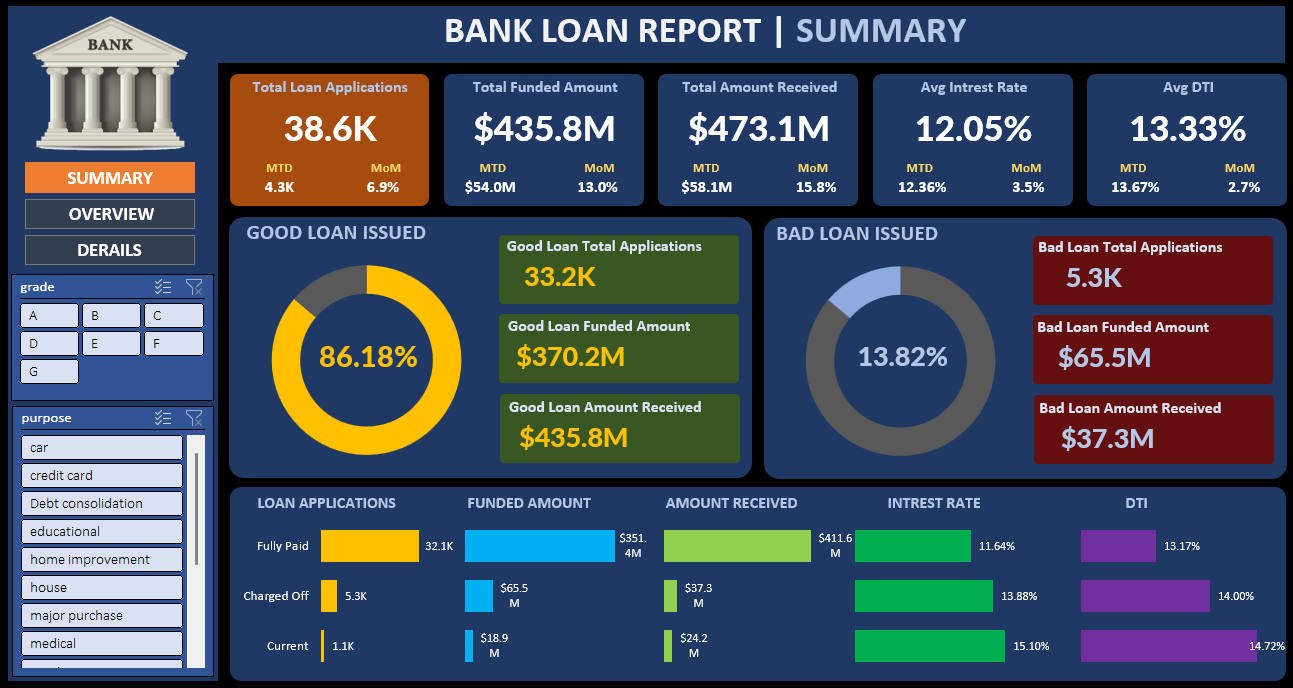 BANK
BANK LOAN REPORT | SUMMARY
SUMMARY
OVERVIEW
DERAILS
grade
A B C
D E F
G
purpose
car
credit card
Debt consolidation
educational
home improvement
house
major purchase
medical
Total Loan Applications
38.6K
MTD MoM
4.3K 6.9%
Total Funded Amount
$435.8M
MTD MoM
$54.0M 13.0%
Total Amount Received
$473.1M
MTD MoM
$58.1M 15.8%
Avg Intrest Rate
12.05%
MTD MoM
12.36% 3.5%
Avg DTI
13.33%
MTD MoM
13.67% 2.7%
GOOD LOAN ISSUED
86.18%
Good Loan Total Applications
33.2K
Good Loan Funded Amount
$370.2M
Good Loan Amount Received
$435.8M
BAD LOAN ISSUED
13.82%
Bad Loan Total Applications
5.3K
Bad Loan Funded Amount
$65.5M
Bad Loan Amount Received
$37.3M
LOAN APPLICATIONS
Fully Paid 32.1K
Charged Off 5.3K
Current 1.1K
FUNDED AMOUNT
$351.
4M
$65.5
M
$18.9
M
AMOUNT RECEIVED
$411.6
M
$37.3
M
$24.2
M
INTREST RATE
11.64%
13.88%
15.10%
DTI
13.17%
14.00%
14.72%